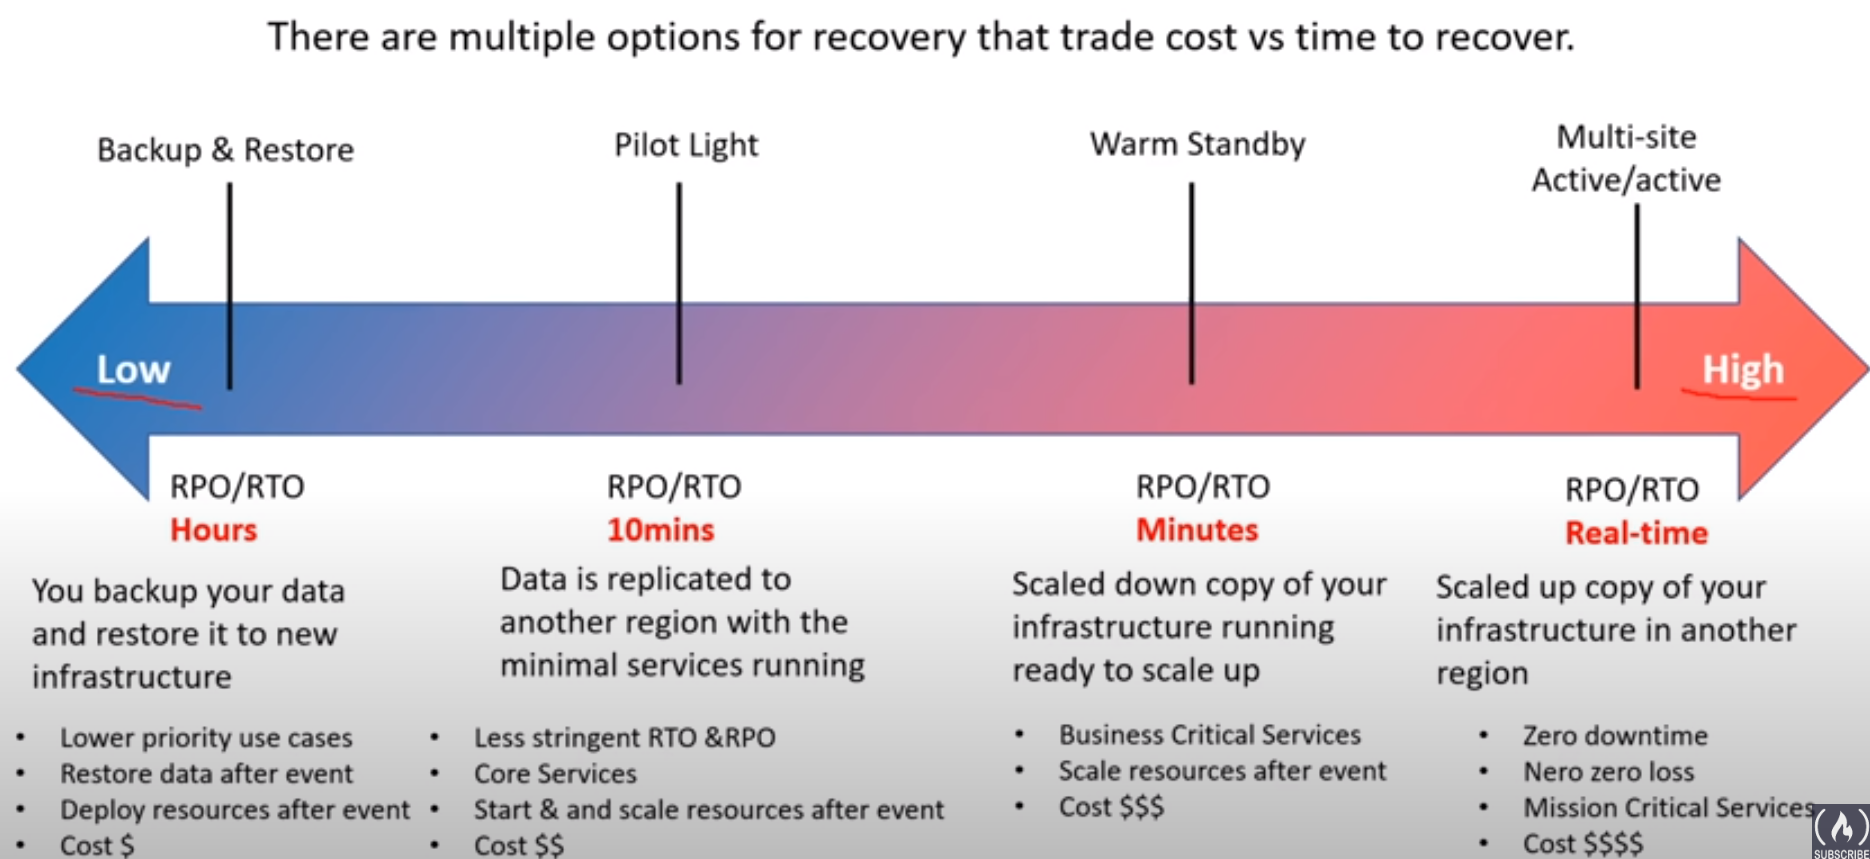 There are multiple options for recovery that trade cost vs time to recover.
Backup & Restore
Pilot Light
Warm Standby
Multi-site
Active/active
Low
High
RPO/RTO
Hours
You backup your data
and restore it to new
infrastructure
• Lower priority use cases
• Restore data after event
• Deploy resources after event
• Cost $
RPO/RTO
10mins
Data is replicated to
another region with the
minimal services running
• Less stringent RTO &RPO
• Core Services
• Start & and scale resources after event
• Cost $$
RPO/RTO
Minutes
Scaled down copy of your
infrastructure running
ready to scale up
• Business Critical Services
• Scale resources after event
• Cost $$$
RPO/RTO
Real-time
Scaled up copy of your
infrastructure in another
region
• Zero downtime
• Nero zero loss
• Mission Critical Services
• Cost $$$$
SUBSCRIBE